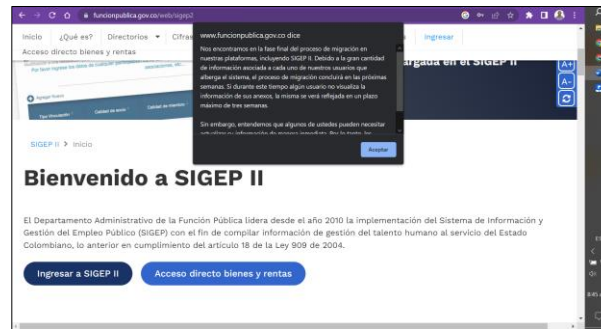 funcionpublica.gov.co/web/sigep2
Inicio ¿Qué es? Directorios Cifras
Ingresar
Acceso directo bienes y rentas
www.funcionpublica.gov.co dice
Nos encontramos en la fase final del proceso de migración en
nuestras plataformas, incluyendo SIGEP II. Debido a la gran cantidad
de información asociada a cada uno de nuestros usuarios que
alberga el sistema, el proceso de migración concluirá en las próximas
semanas. Si durante este tiempo algún usuario no visualiza la
información de sus anexos, la misma se verá reflejada en un plazo
máximo de tres semanas.
Sin embargo, entendemos que algunos de ustedes pueden necesitar
Aceptar
en el SIGEP II
A+
A-
Agregar Nuevo
SIGEP II > Inicio
Bienvenido a SIGEP II
El Departamento Administrativo de la Función Pública lidera desde el año 2010 la implementación del Sistema de Información y
Gestión del Empleo Público (SIGEP) con el fin de compilar información de gestión del talento humano al servicio del Estado
Colombiano, lo anterior en cumplimiento del articulo 18 de la Ley 909 de 2004.
Ingresar a SIGEP II
Acceso directo bienes y rentas